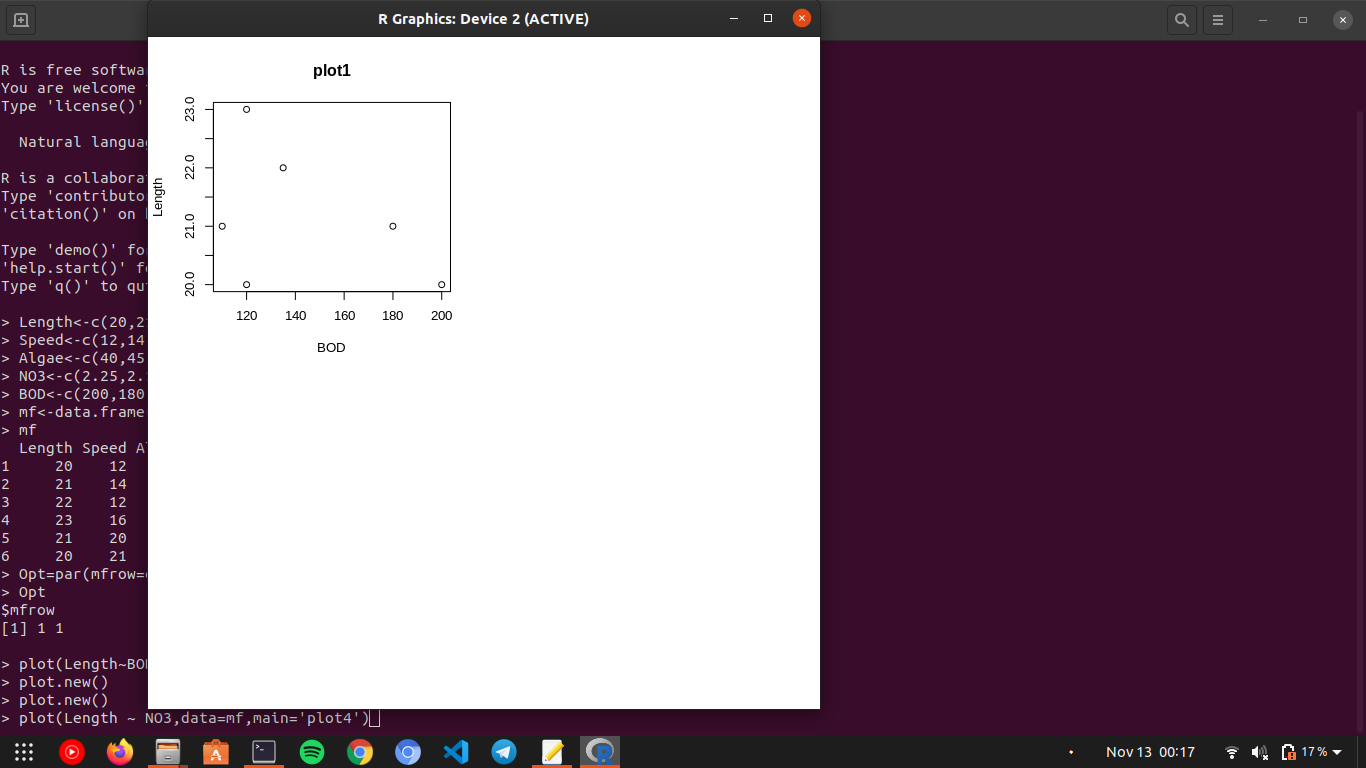 R Graphics: Device 2 (ACTIVE)
R is free softwa
You are welcome
Type 'license()'
Natural langua
R is a collabora
Type 'contributo
'citation()' on
Type 'demo()' fo
'help.start()' f
Type 'q()' to qu
> Length<-c(20,2
> Speed<-c(12,14
> Algae<-c(40,45
> NO3<-c(2.25,2.
> BOD<-c(200,180
> mf<-data.frame
> mf
Length Speed A
1 20 12
2 21 14
3 22 12
4 23 16
5 21 20
6 20 21
> Opt=par(mfrow=
> Opt
$mfrow
[1] 1 1
> plot(Length~BO
> plot.new()
> plot.new()
> plot(Length ~ NO3,data=mf,main='plot4')
plot1
Length
23.0
22.0
21.0
20.0
120 140 160 180 200
BOD
Nov 13 00:17
17%